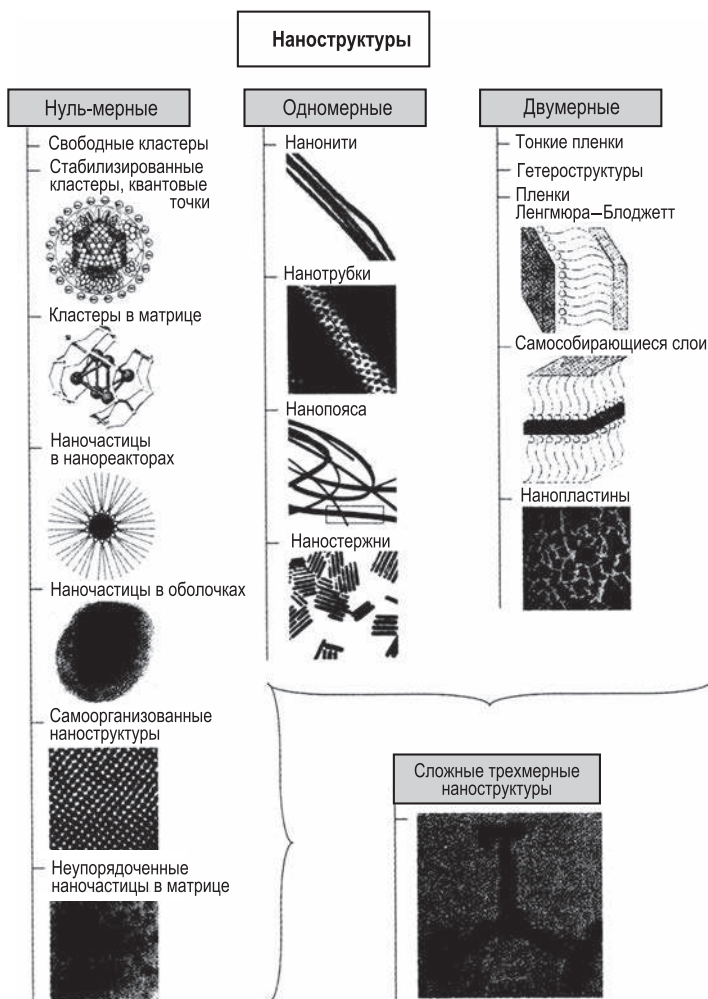 Наноструктуры
Нуль-мерные
Свободные кластеры
Стабилизированные
кластеры, квантовые
точки
Кластеры в матрице
Наночастицы
в нанореакторах
Наночастицы в оболочках
Самоорганизованные
наноструктуры
Неупорядоченные
наночастицы в матрице
Одномерные
Нанонити
Нанотрубки
Нанопояса
Наностержни
Двумерные
Тонкие пленки
Гетероструктуры
Пленки
Ленгмюра—Блоджетт
Самособирающиеся слои
Нанопластины
Сложные трехмерные
наноструктуры